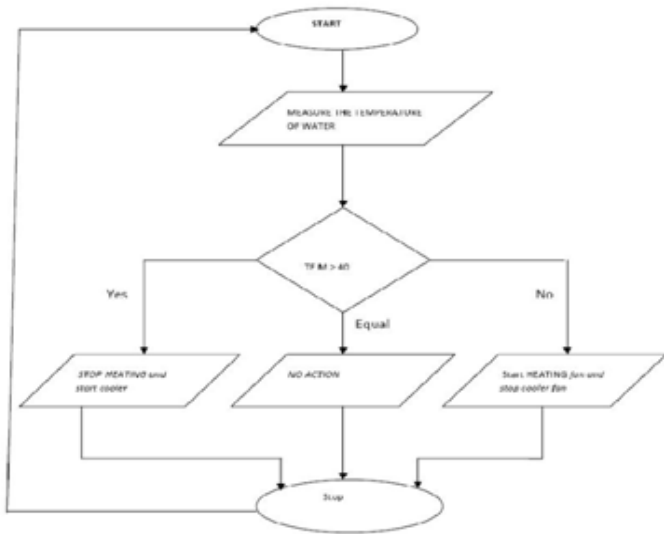 START
MEASURE THE TEMPERATURE
OF WATER
TEM > 40
Yes
Equal
No
STOP HEATING and
start cooler
NO ACTION
Start HEATING fan and
stop cooler fan
Stop